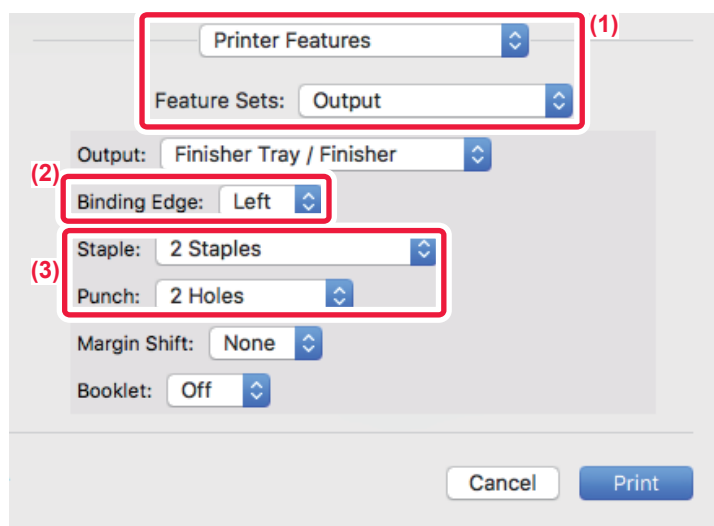 Printer Features
(1)
Feature Sets: Output
Output: Finisher Tray / Finisher
(2)
Binding Edge: Left
Staple: 2 Staples
(3)
Punch: 2 Holes
Margin Shift: None
Booklet: Off
Cancel Print